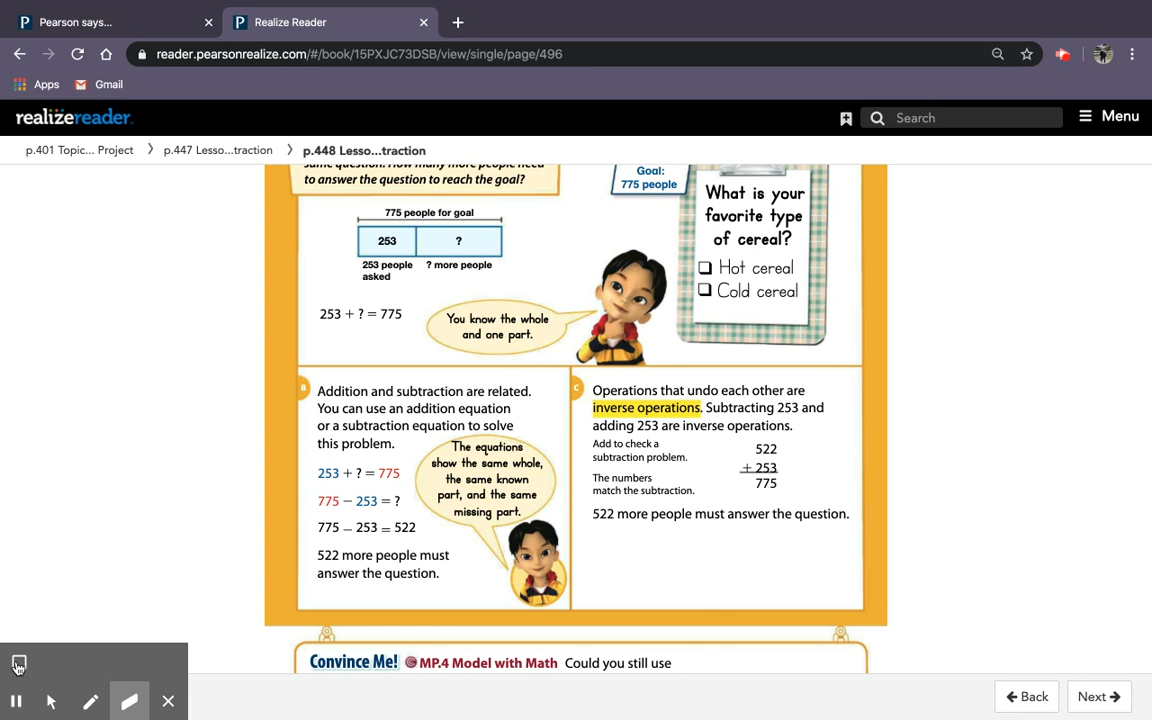 Pearson says...
Realize Reader
reader.pearsonrealize.com/#/book/15PXJC73DSB/view/single/page/496
Apps
Gmail
realizereader
Search
Menu
p.401 Topic... Project
p.447 Lesso...traction
p.448 Lesso...traction
same question. How many more people need
to answer the question to reach the goal?
775 people for goal
253
?
253 people
asked
? more people
253 + ? = 775
You know the whole
and one part.
Goal:
775 people
What is your
favorite type
of cereal?
Hot cereal
Cold cereal
B
Addition and subtraction are related.
You can use an addition equation
or a subtraction equation to solve
this problem.
253 + ? = 775
775 – 253 = ?
775 – 253 = 522
522 more people must
answer the question.
The equations
show the same whole,
the same known
part, and the same
missing part.
C
Operations that undo each other are
inverse operations. Subtracting 253 and
adding 253 are inverse operations.
Add to check a
subtraction problem.
The numbers
match the subtraction.
522
+ 253
775
522 more people must answer the question.
Convince Me! MP.4 Model with Math Could you still use
Back
Next